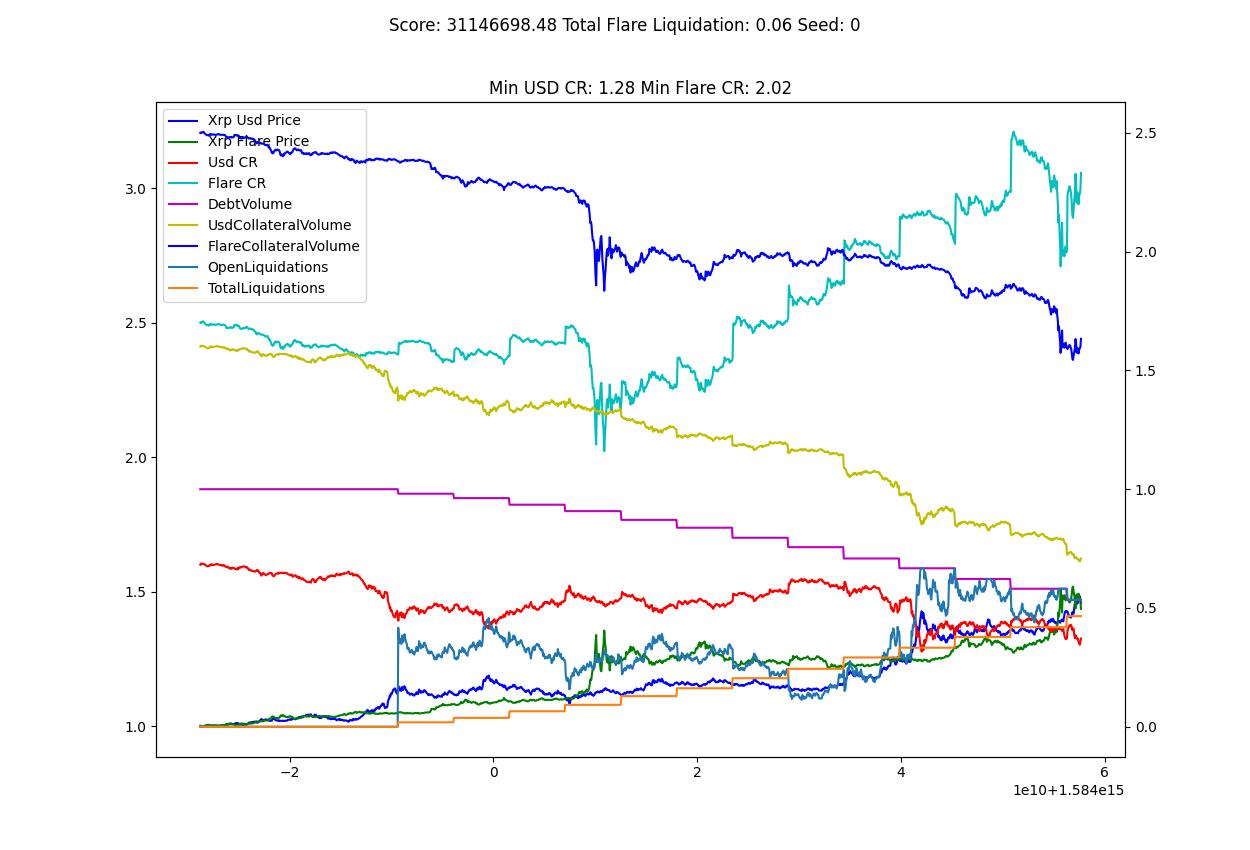 Score: 31146698.48 Total Flare Liquidation: 0.06 Seed: 0
Min USD CR: 1.28 Min Flare CR: 2.02
Xrp Usd Price
Xrp Flare Price
Usd CR
Flare CR
DebtVolume
UsdCollateralVolume
FlareCollateralVolume
OpenLiquidations
TotalLiquidations
3.0
2.5
2.0
1.5
1.0
2.5
2.0
1.5
1.0
0.5
0.0
−2
0
2
4
6
1e10+1.584e15